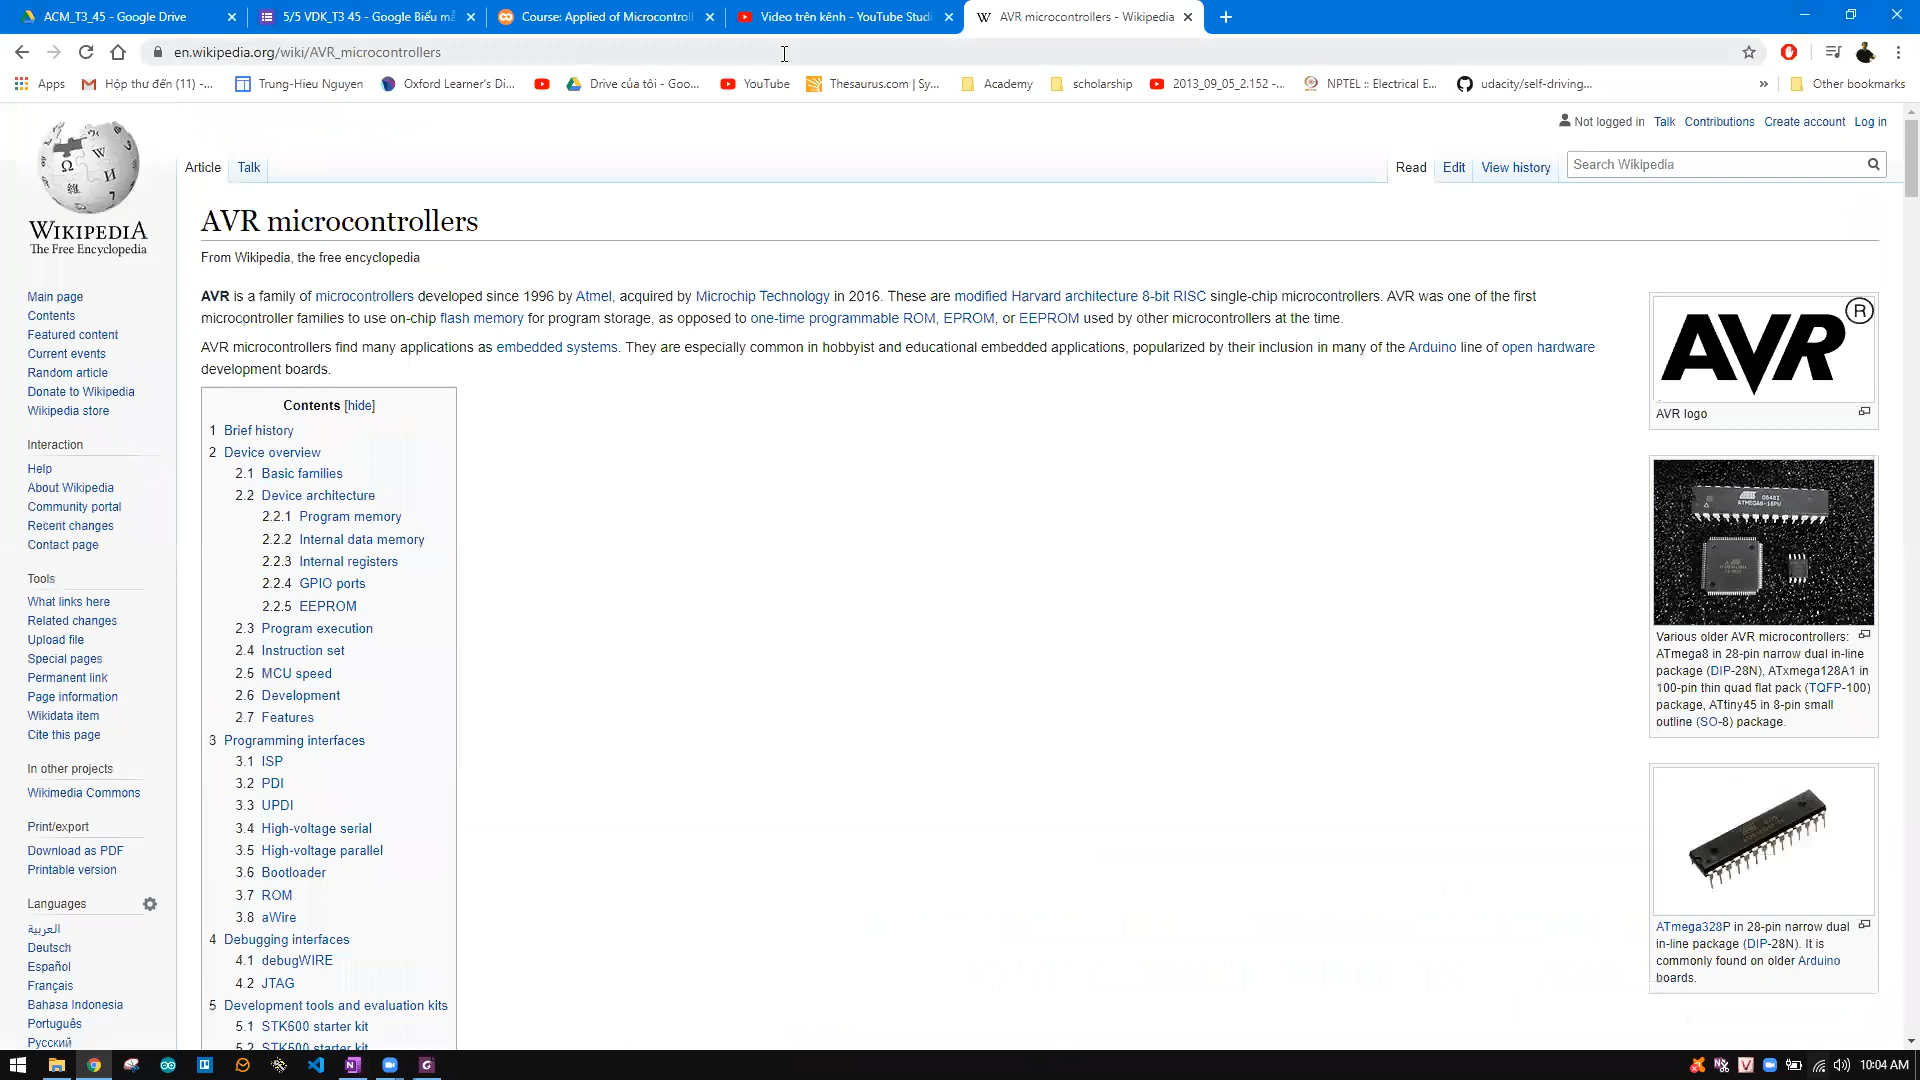 ACM_T3_45 - Google Drive
5/5 VDK_T3 45 - Google Biểu mẫ
Course: Applied of Microcontroll
Video trên kênh - YouTube Studi
AVR microcontrollers - Wikipedia
en.wikipedia.org/wiki/AVR_microcontrollers
Apps
Hộp thư đến (11) -...
Trung-Hieu Nguyen
Oxford Learner's Di...
Drive của tôi - Goo...
YouTube
Thesaurus.com | Sy...
Academy
scholarship
2013_09_05_2.152 -...
NPTEL :: Electrical E...
udacity/self-driving...
»
Other bookmarks
Not logged in Talk Contributions Create account Log in
WIKIPEDIA
The Free Encyclopedia
Article Talk
Read Edit View history
Search Wikipedia
AVR microcontrollers
From Wikipedia, the free encyclopedia
AVR is a family of microcontrollers developed since 1996 by Atmel, acquired by Microchip Technology in 2016. These are modified Harvard architecture 8-bit RISC single-chip microcontrollers. AVR was one of the first
microcontroller families to use on-chip flash memory for program storage, as opposed to one-time programmable ROM, EPROM, or EEPROM used by other microcontrollers at the time.
AVR microcontrollers find many applications as embedded systems. They are especially common in hobbyist and educational embedded applications, popularized by their inclusion in many of the Arduino line of open hardware
development boards.
Main page
Contents
Featured content
Current events
Random article
Donate to Wikipedia
Wikipedia store
Interaction
Help
About Wikipedia
Community portal
Recent changes
Contact page
Tools
What links here
Related changes
Upload file
Special pages
Permanent link
Page information
Wikidata item
Cite this page
In other projects
Wikimedia Commons
Print/export
Download as PDF
Printable version
Languages
العربية
Deutsch
Español
Français
Bahasa Indonesia
Português
Русский
Contents [hide]
1 Brief history
2 Device overview
2.1 Basic families
2.2 Device architecture
2.2.1 Program memory
2.2.2 Internal data memory
2.2.3 Internal registers
2.2.4 GPIO ports
2.2.5 EEPROM
2.3 Program execution
2.4 Instruction set
2.5 MCU speed
2.6 Development
2.7 Features
3 Programming interfaces
3.1 ISP
3.2 PDI
3.3 UPDI
3.4 High-voltage serial
3.5 High-voltage parallel
3.6 Bootloader
3.7 ROM
3.8 aWire
4 Debugging interfaces
4.1 debugWIRE
4.2 JTAG
5 Development tools and evaluation kits
5.1 STK600 starter kit
5.2 STK500 starter kit
AVR ®
AVR logo
ATMEGA8-16PU
Various older AVR microcontrollers:
ATmega8 in 28-pin narrow dual in-line
package (DIP-28N), ATxmega128A1 in
100-pin thin quad flat pack (TQFP-100)
package, ATtiny45 in 8-pin small
outline (SO-8) package.
ATmega328P in 28-pin narrow dual
in-line package (DIP-28N). It is
commonly found on older Arduino
boards.
10:04 AM